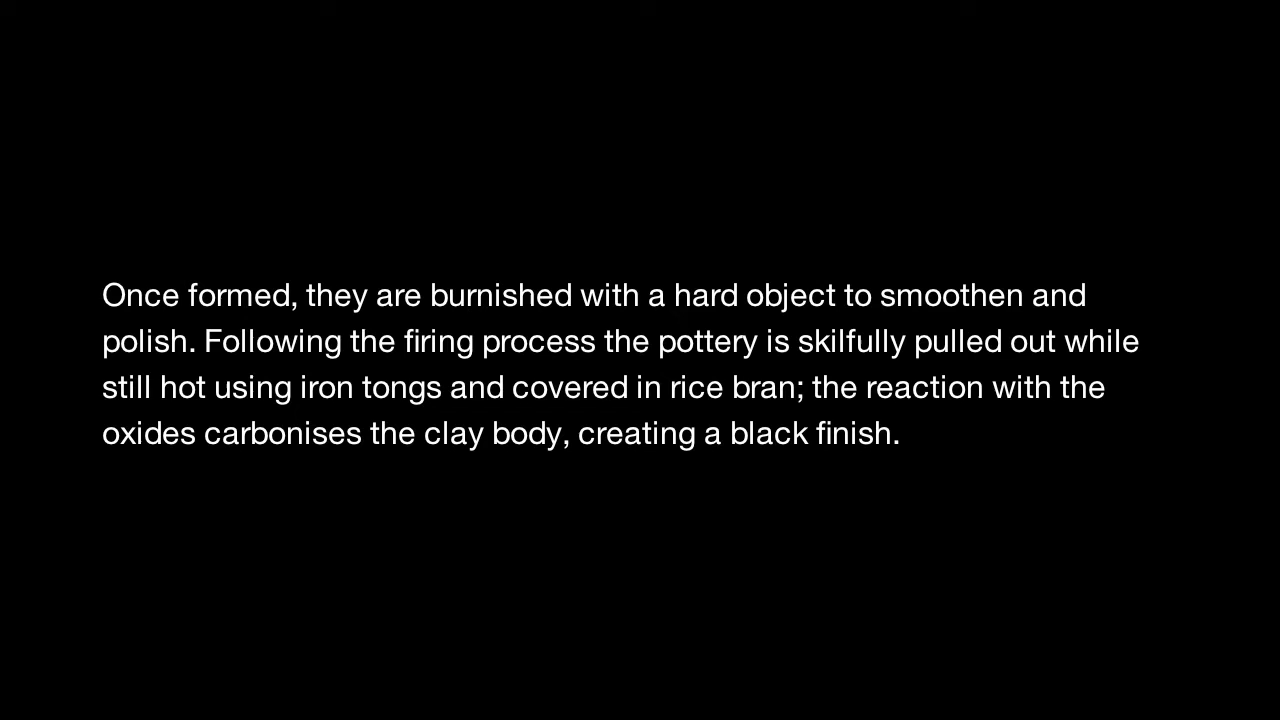 Once formed, they are burnished with a hard object to smoothen and
polish. Following the firing process the pottery is skilfully pulled out while
still hot using iron tongs and covered in rice bran; the reaction with the
oxides carbonises the clay body, creating a black finish.